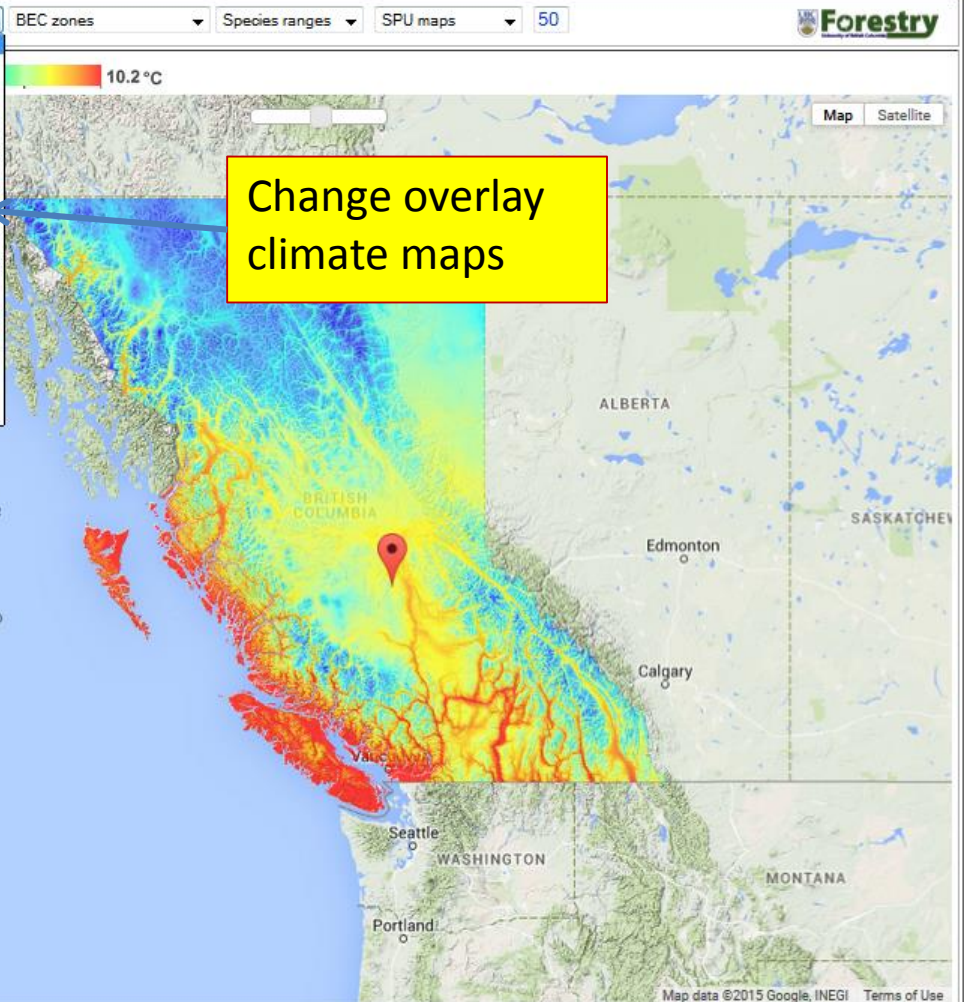 BEC zones Species ranges SPU maps 50 Forestry
10.2 °C
Map Satellite
Change overlay
climate maps
ALBERTA
BRITISH
COLUMBIA
SASKATCHEW
Edmonton
Calgary
Seattle
WASHINGTON
MONTANA
Portland
Map data ©2015 Google, INEGI Terms of Use